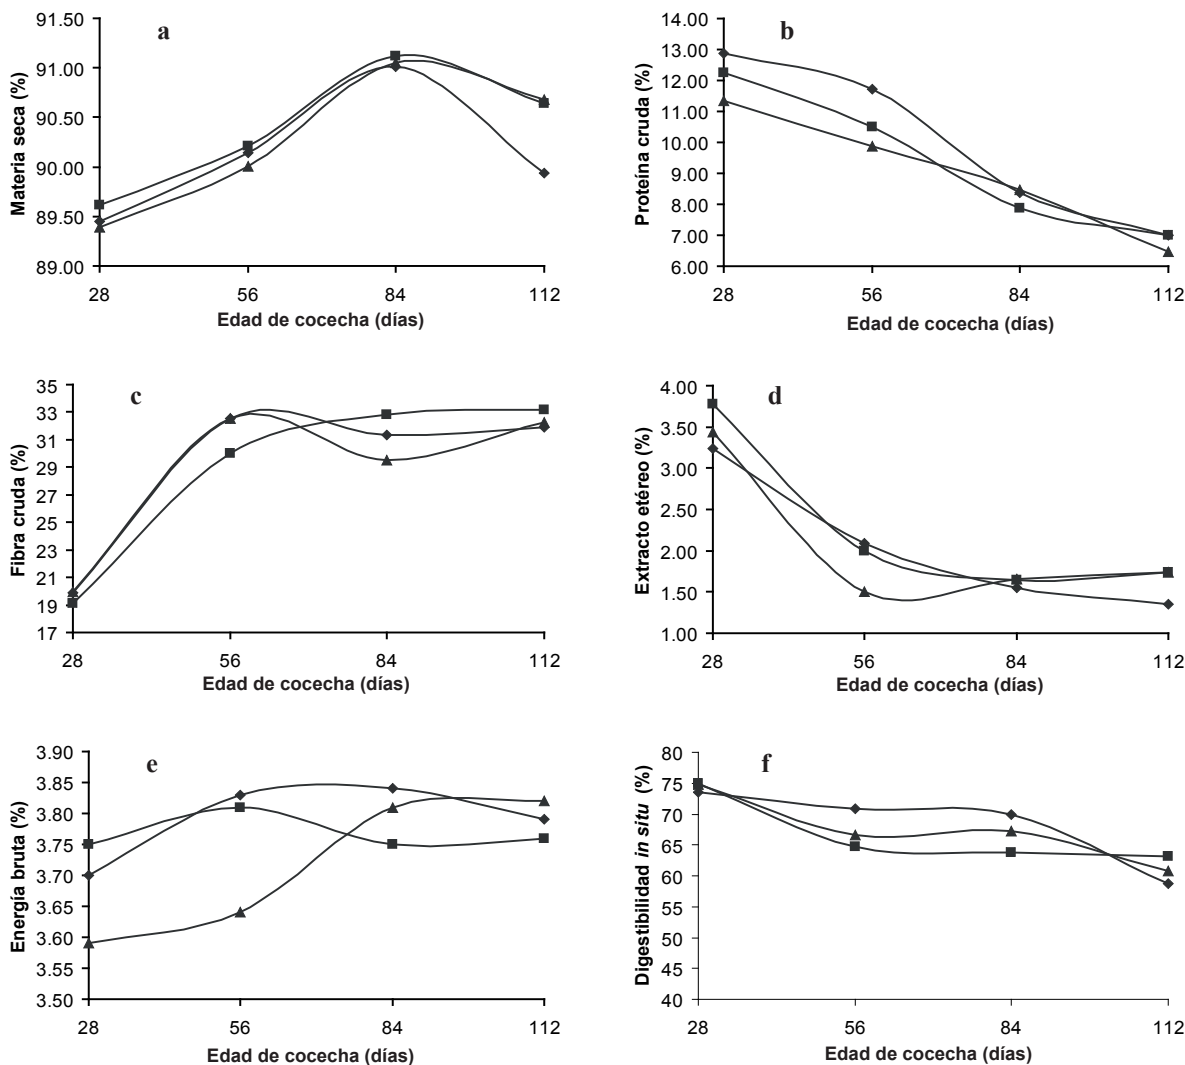 a
Materia seca (%)
91.50
91.00
90.50
90.00
89.50
89.00
28 56 84 112
Edad de cocecha (días)
b
Proteína cruda (%)
14.00
13.00
12.00
11.00
10.00
9.00
8.00
7.00
6.00
28 56 84 112
Edad de cocecha (días)
c
Fibra cruda (%)
35
33
31
29
27
25
23
21
19
17
28 56 84 112
Edad de cocecha (días)
d
Extracto etéreo (%)
4.00
3.50
3.00
2.50
2.00
1.50
1.00
28 56 84 112
Edad de cocecha (días)
e
Energía bruta (%)
3.90
3.85
3.80
3.75
3.70
3.65
3.60
3.55
3.50
28 56 84 112
Edad de cocecha (días)
f
Digestibilidad in situ (%)
80
75
70
65
60
55
50
45
40
28 56 84 112
Edad de cocecha (días)